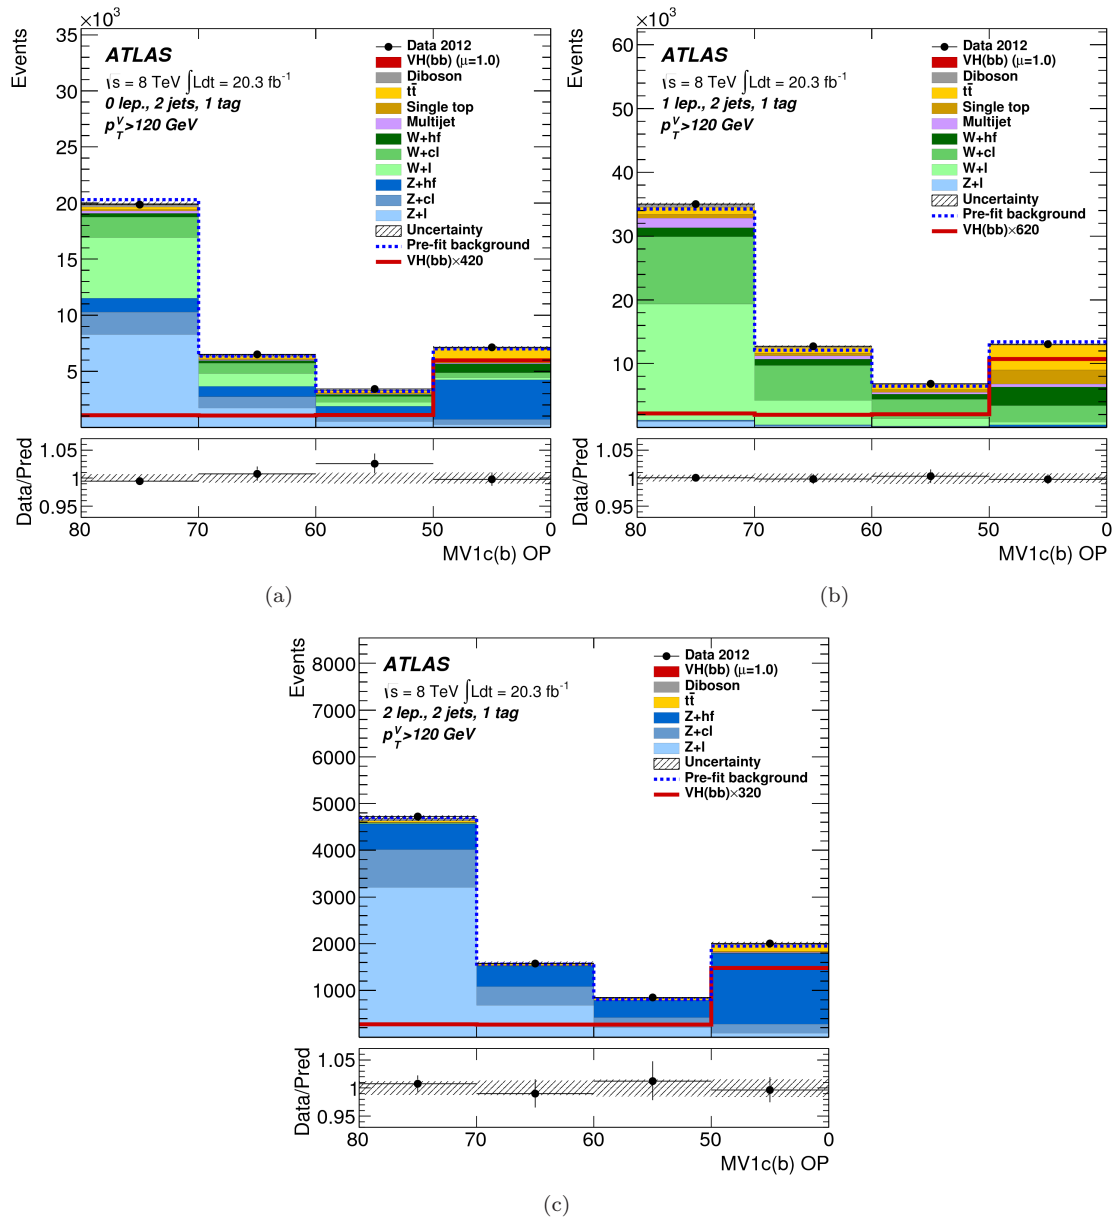 ×10³
Events
35
30
25
20
15
10
5
ATLAS
√s = 8 TeV ∫Ldt = 20.3 fb⁻¹
0 lep., 2 jets, 1 tag
p_T^V>120 GeV
Data 2012
VH(bb) (μ=1.0)
Diboson
tt̄
Single top
Multijet
W+hf
W+cl
W+l
Z+hf
Z+cl
Z+l
Uncertainty
Pre-fit background
VH(bb)×420
Data/Pred
1.05
1
0.95
80 70 60 50 0
MV1c(b) OP
(a)
×10³
Events
60
50
40
30
20
10
ATLAS
√s = 8 TeV ∫Ldt = 20.3 fb⁻¹
1 lep., 2 jets, 1 tag
p_T^V>120 GeV
Data 2012
VH(bb) (μ=1.0)
Diboson
tt̄
Single top
Multijet
W+hf
W+cl
W+l
Z+l
Uncertainty
Pre-fit background
VH(bb)×620
Data/Pred
1.05
1
0.95
80 70 60 50 0
MV1c(b) OP
(b)
Events
8000
7000
6000
5000
4000
3000
2000
1000
ATLAS
√s = 8 TeV ∫Ldt = 20.3 fb⁻¹
2 lep., 2 jets, 1 tag
p_T^V>120 GeV
Data 2012
VH(bb) (μ=1.0)
Diboson
tt̄
Z+hf
Z+cl
Z+l
Uncertainty
Pre-fit background
VH(bb)×320
Data/Pred
1.05
1
0.95
80 70 60 50 0
MV1c(b) OP
(c)